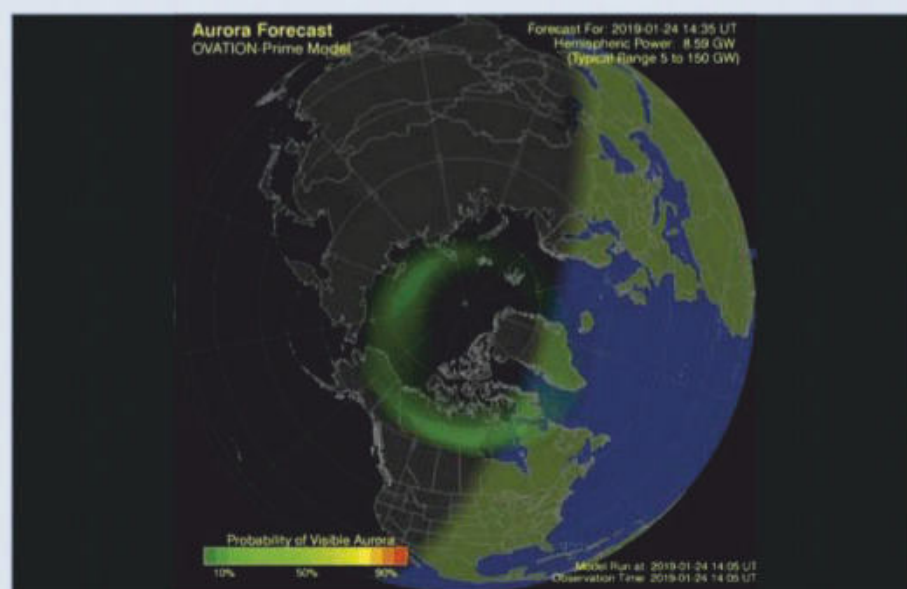 Aurora Forecast
OVATION-Prime Model
Forecast For: 2019-01-24 14:35 UT
Hemispheric Power: 8.59 GW
(Typical Range 5 to 150 GW)
Probability of Visible Aurora
10% 50% 90%
Model Run at: 2019-01-24 14:05 UT
Observation Time: 2019-01-24 14:05 UT